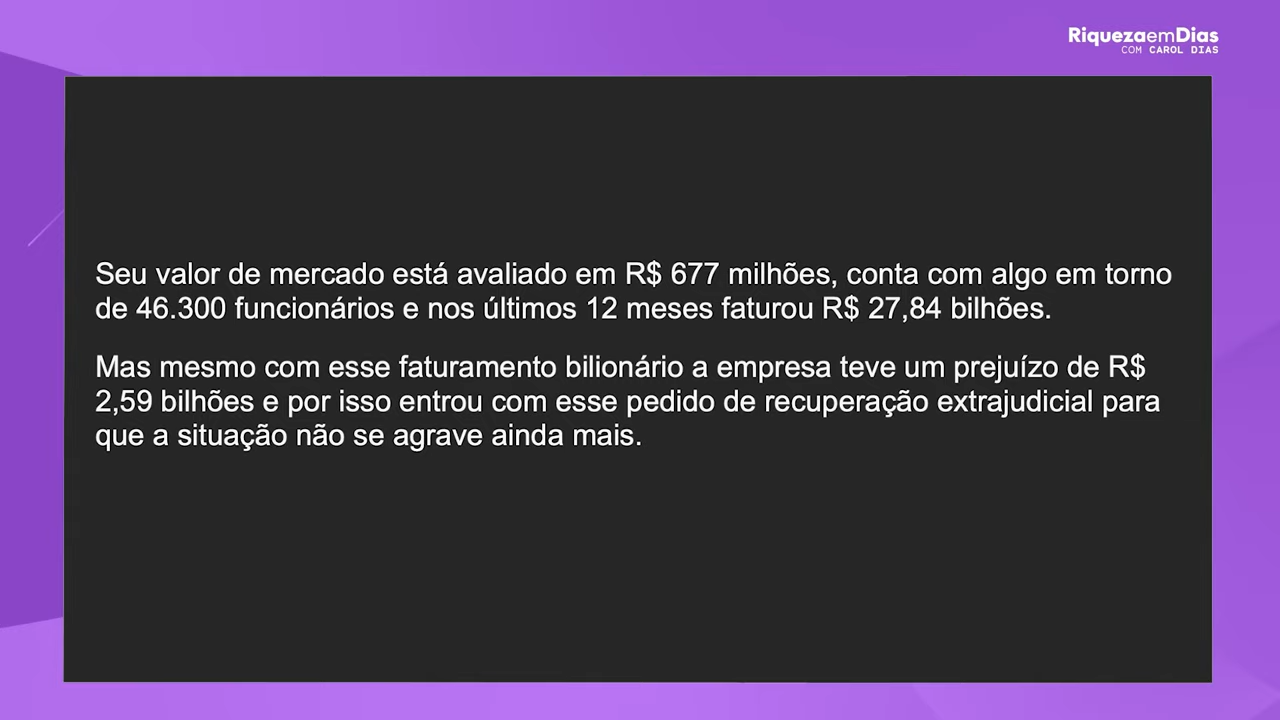 RiquezaemDias
COM CAROL DIAS
Seu valor de mercado está avaliado em R$ 677 milhões, conta com algo em torno
de 46.300 funcionários e nos últimos 12 meses faturou R$ 27,84 bilhões.
Mas mesmo com esse faturamento bilionário a empresa teve um prejuízo de R$
2,59 bilhões e por isso entrou com esse pedido de recuperação extrajudicial para
que a situação não se agrave ainda mais.